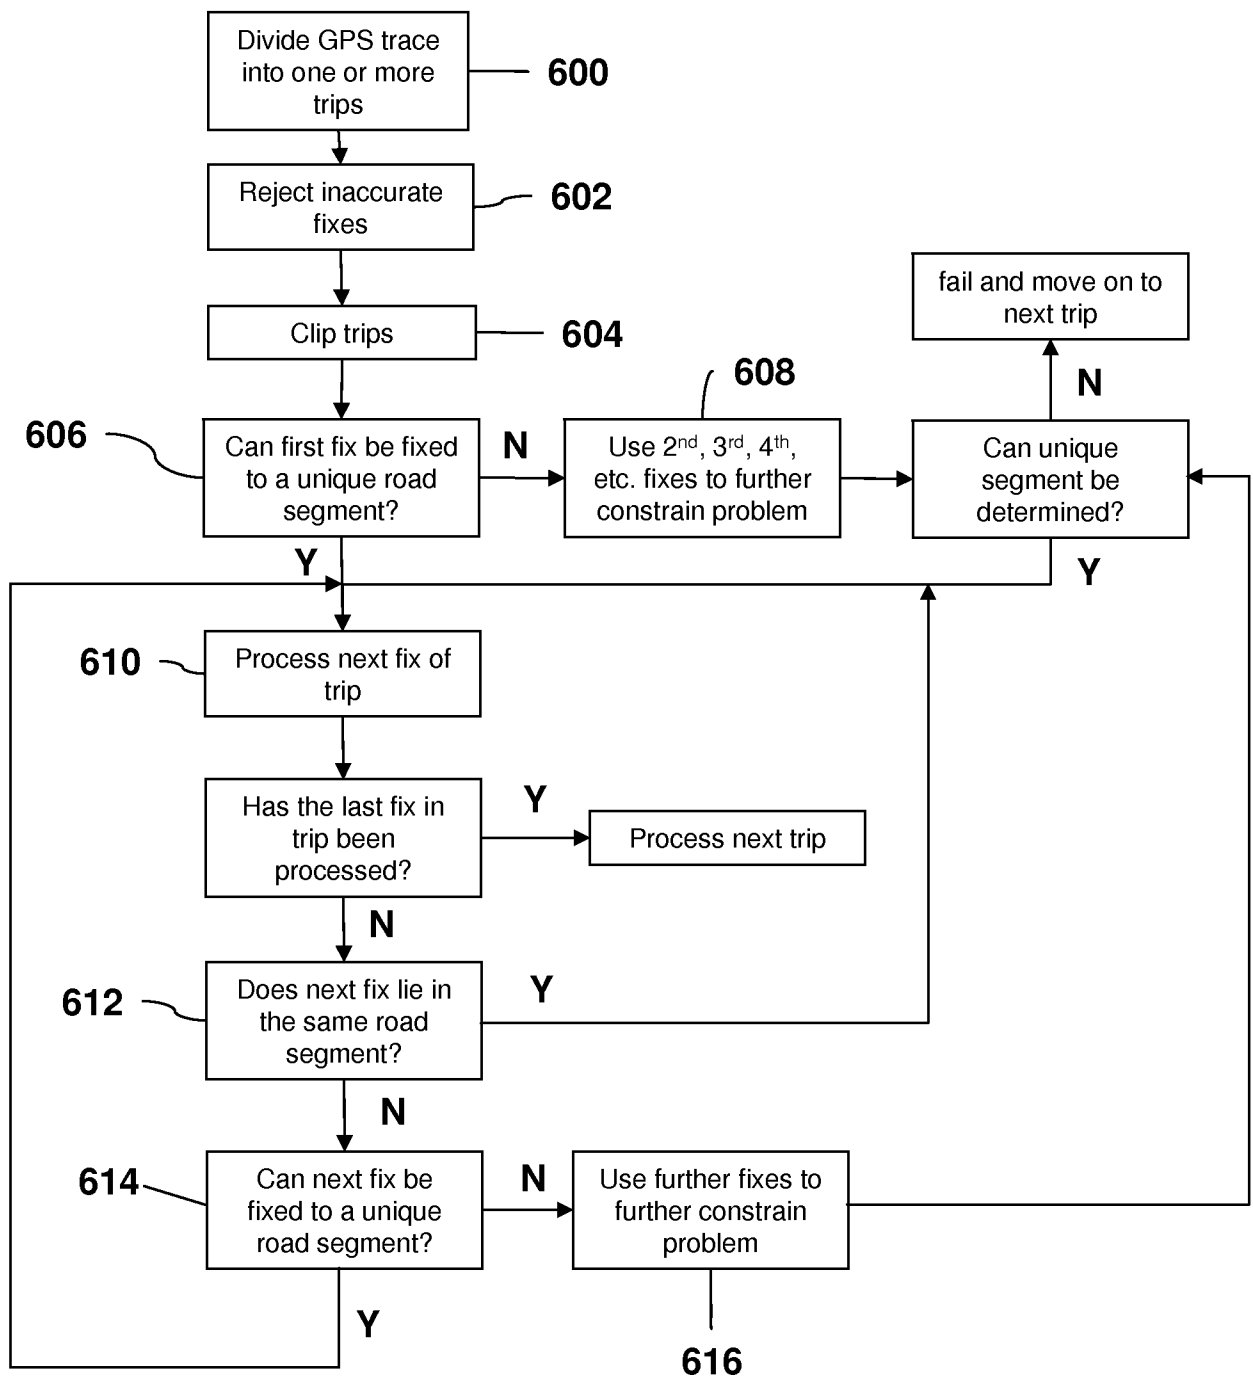 Divide GPS trace
into one or more
trips
600
Reject inaccurate
fixes
602
Clip trips
604
fail and move on to
next trip
N
608
606
Can first fix be fixed
to a unique road
segment?
N
Use 2nd, 3rd, 4th,
etc. fixes to further
constrain problem
Can unique
segment be
determined?
Y
Y
610
Process next fix of
trip
Has the last fix in
trip been
processed?
Y
Process next trip
N
612
Does next fix lie in
the same road
segment?
Y
N
614
Can next fix be
fixed to a unique
road segment?
N
Use further fixes to
further constrain
problem
Y
616